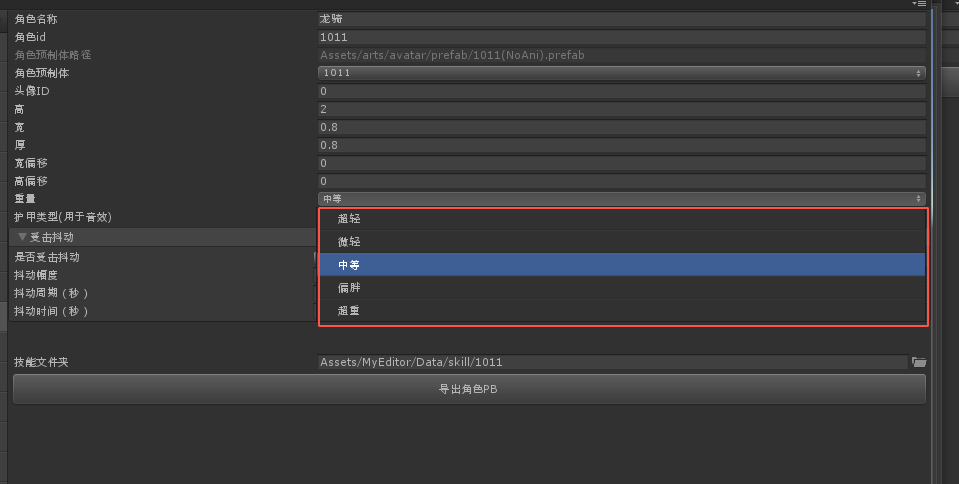 角色名称 龙骑
角色id 1011
角色预制体路径 Assets/arts/avatar/prefab/1011(NoAni).prefab
角色预制体 1011
头像ID 0
高 2
宽 0.8
厚 0.8
宽偏移 0
高偏移 0
重量 中等
护甲类型(用于音效)
超轻
微轻
中等
偏胖
超重
受击抖动
是否受击抖动
抖动幅度
抖动周期(秒)
抖动时间(秒)
技能文件夹 Assets/MyEditor/Data/skill/1011
导出角色PB